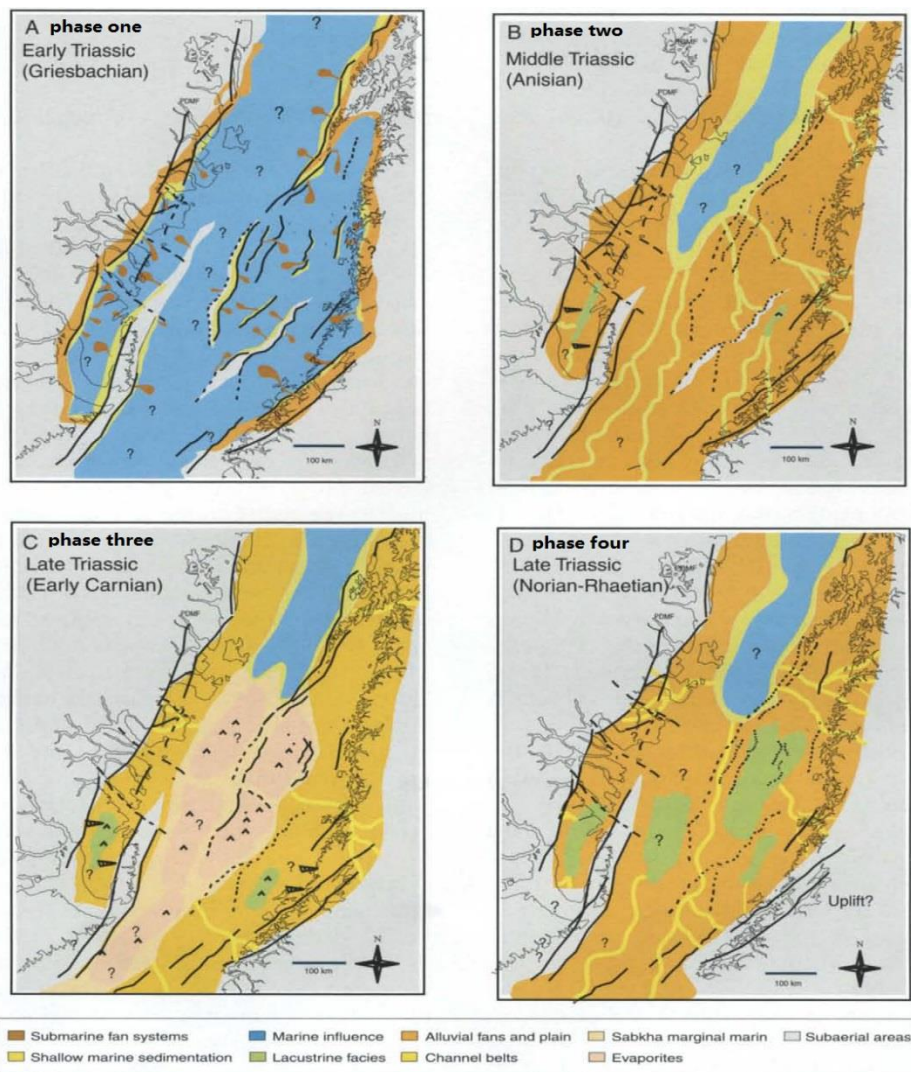 A phase one
Early Triassic
(Griesbachian)
?
PDMF
N
100 km
B phase two
Middle Triassic
(Anisian)
PDMF
N
100 km
C phase three
Late Triassic
(Early Carnian)
PDMF
N
100 km
D phase four
Late Triassic
(Norian-Rhaetian)
PDMF
Uplift?
N
100 km
Submarine fan systems
Marine influence
Alluvial fans and plain
Sabkha marginal marin
Subaerial areas
Shallow marine sedimentation
Lacustrine facies
Channel belts
Evaporites